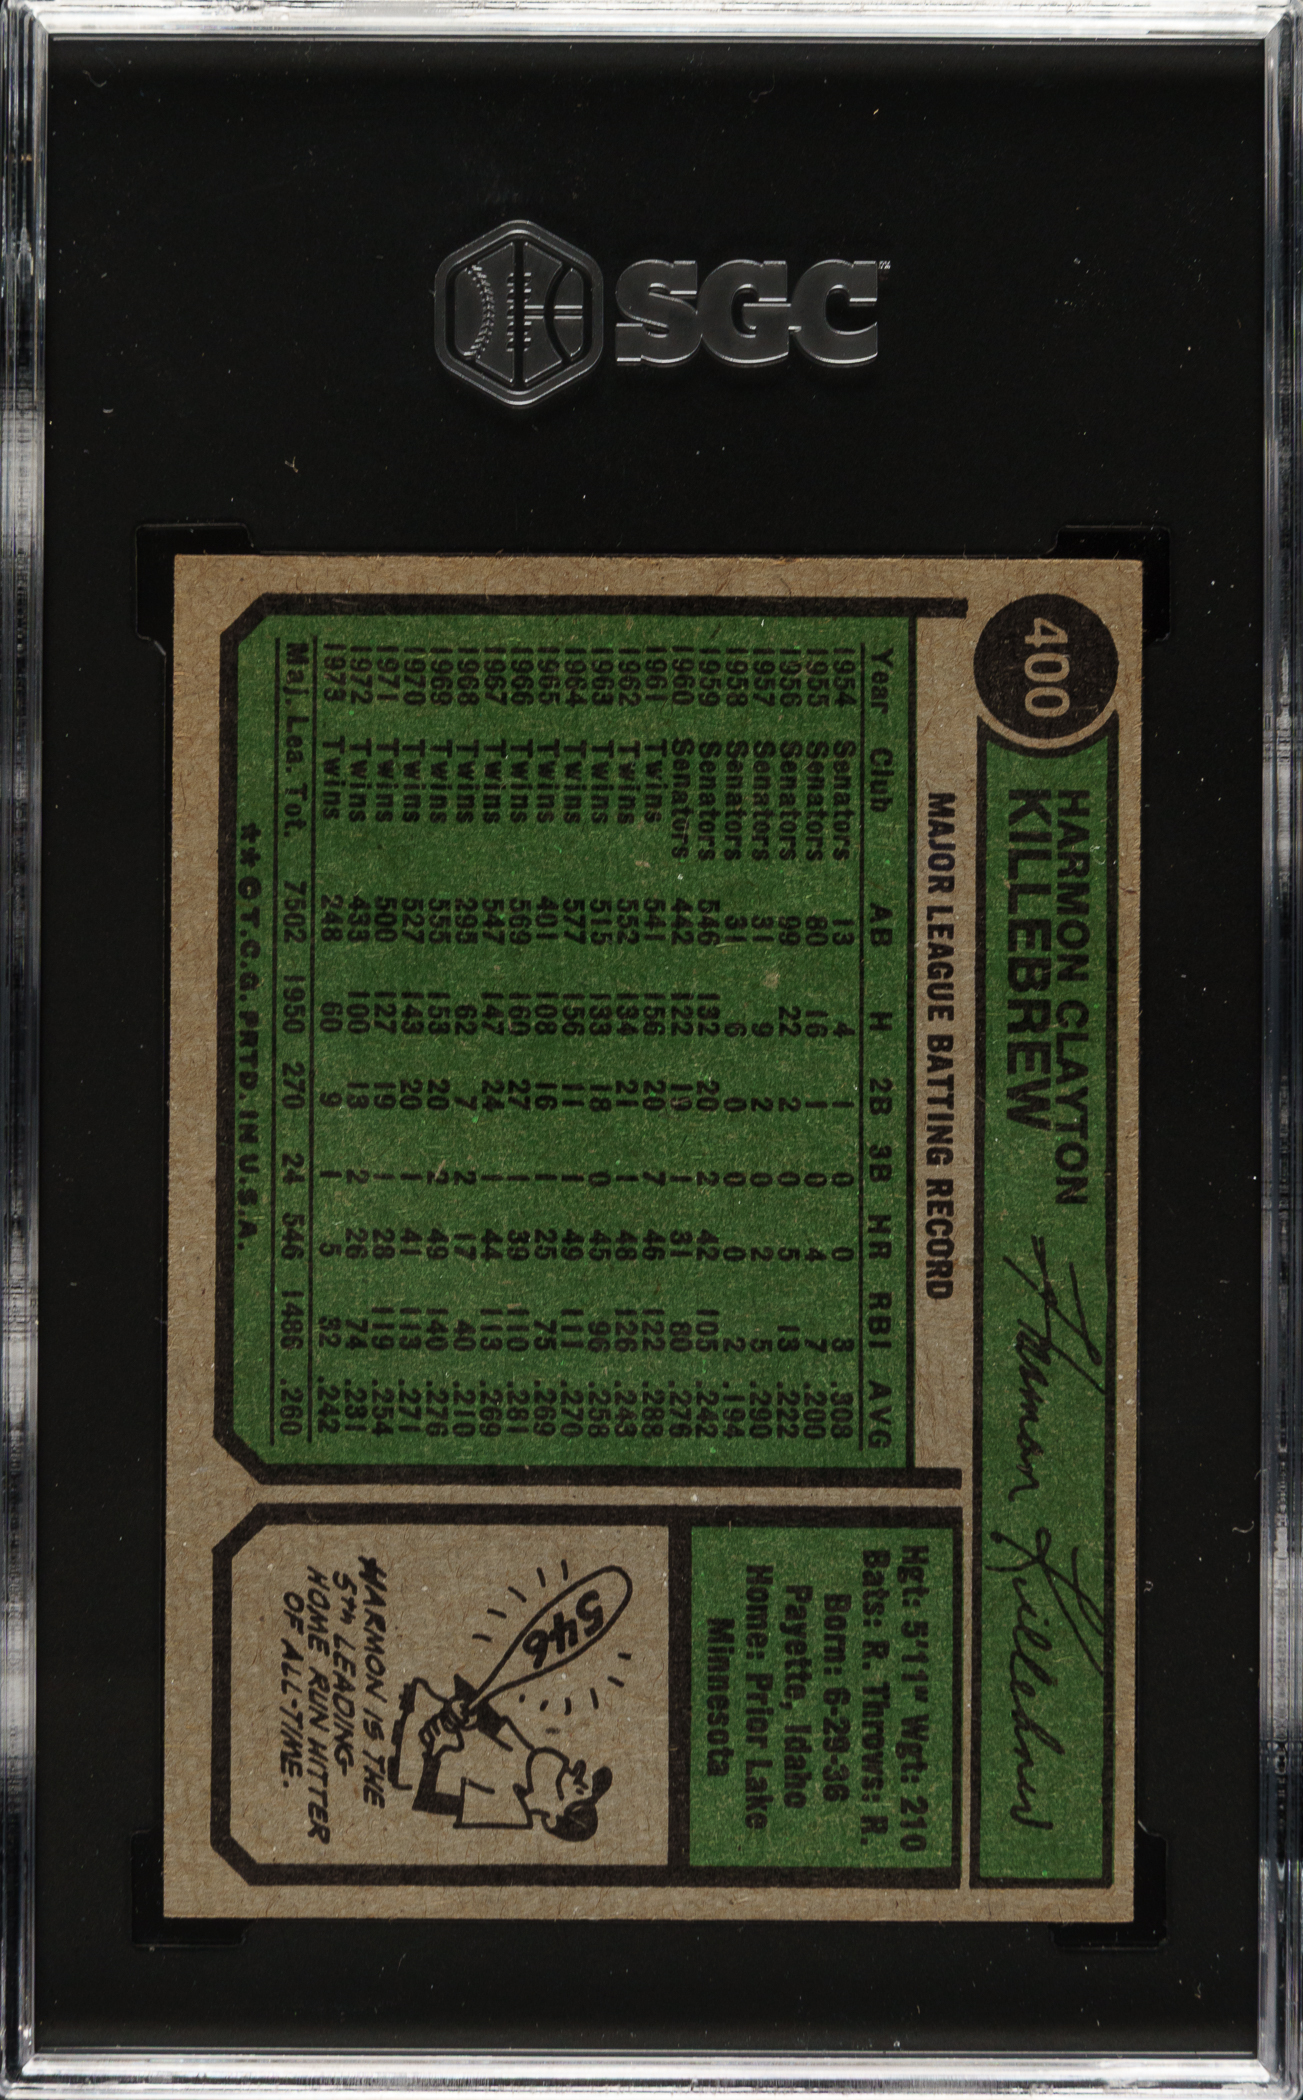 SGC
400
HARMON CLAYTON
KILLEBREW
Harmon Killebrew
MAJOR LEAGUE BATTING RECORD
Year Club AB H 2B 3B HR RBI AVG
1954 Senators 13 4 1 0 0 3 .308
1955 Senators 80 16 1 0 4 7 .200
1956 Senators 99 22 2 0 5 13 .222
1957 Senators 31 9 2 0 2 5 .290
1958 Senators 31 6 0 0 0 2 .194
1959 Senators 546 132 20 2 42 105 .242
1960 Senators 442 122 19 1 31 80 .276
1961 Twins 541 156 20 7 46 122 .288
1962 Twins 552 134 21 1 48 126 .243
1963 Twins 515 133 18 0 45 96 .258
1964 Twins 577 156 11 1 49 111 .270
1965 Twins 401 108 16 1 25 75 .269
1966 Twins 569 160 27 1 39 110 .281
1967 Twins 547 147 24 1 44 113 .269
1968 Twins 295 62 7 2 17 40 .210
1969 Twins 555 153 20 2 49 140 .276
1970 Twins 527 143 20 1 41 113 .271
1971 Twins 500 127 19 1 28 119 .254
1972 Twins 433 100 13 2 26 74 .231
1973 Twins 248 60 9 1 5 32 .242
Maj. Lea. Tot. 7502 1950 270 24 546 1486 .260
**©T.C.G. PRTD. IN U.S.A.
Hgt: 5'11" Wgt: 210
Bats: R. Throws: R.
Born: 6-29-36
Payette, Idaho
Home: Prior Lake
Minnesota
546
HARMON IS THE
5TH LEADING
HOME RUN HITTER
OF ALL-TIME.